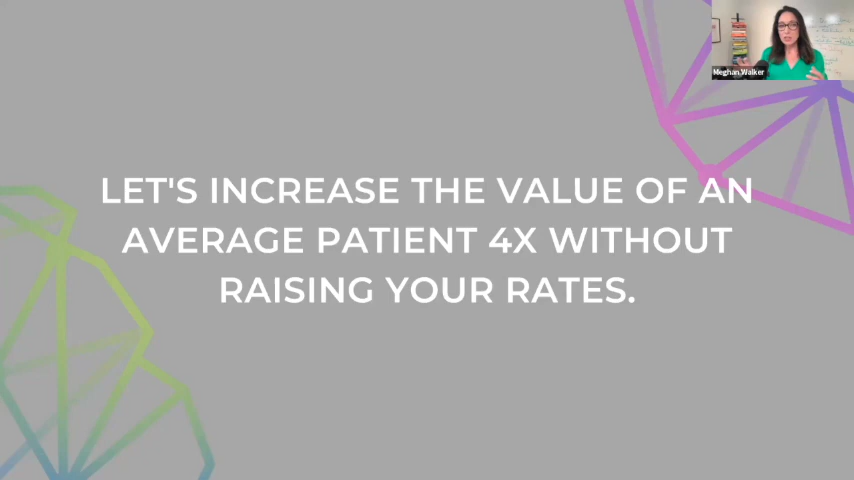 Meghan Walker
LET'S INCREASE THE VALUE OF AN
AVERAGE PATIENT 4X WITHOUT
RAISING YOUR RATES.